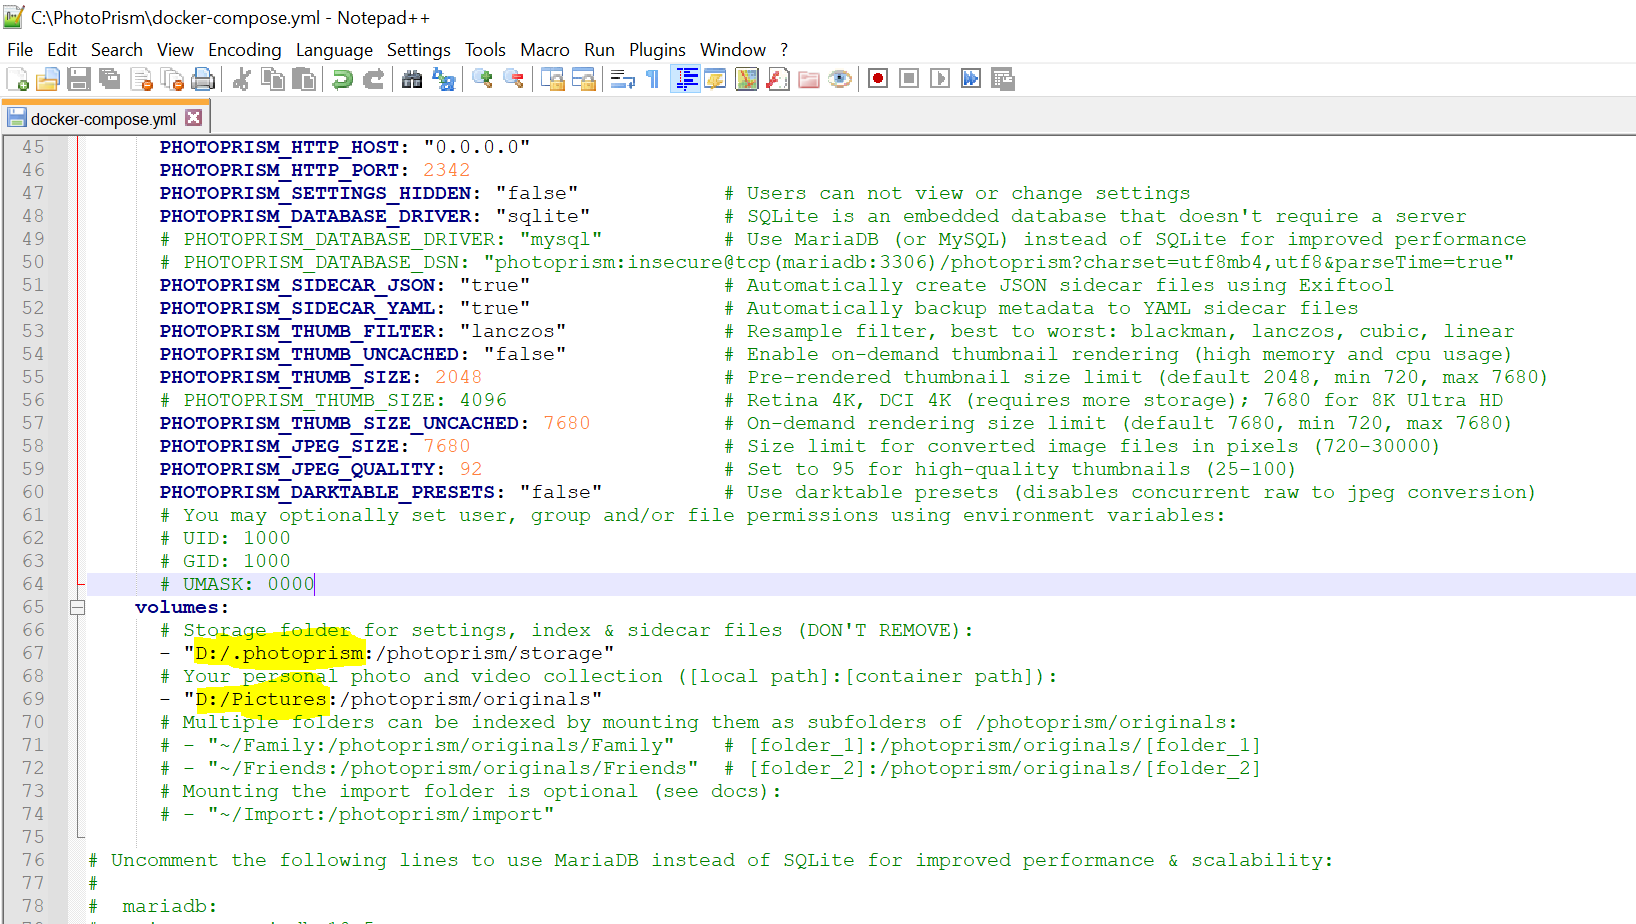 C:\PhotoPrism\docker-compose.yml - Notepad++
File Edit Search View Encoding Language Settings Tools Macro Run Plugins Window ?
docker-compose.yml
45 PHOTOPRISM_HTTP_HOST: "0.0.0.0"
46 PHOTOPRISM_HTTP_PORT: 2342
47 PHOTOPRISM_SETTINGS_HIDDEN: "false" # Users can not view or change settings
48 PHOTOPRISM_DATABASE_DRIVER: "sqlite" # SQLite is an embedded database that doesn't require a server
49 # PHOTOPRISM_DATABASE_DRIVER: "mysql" # Use MariaDB (or MySQL) instead of SQLite for improved performance
50 # PHOTOPRISM_DATABASE_DSN: "photoprism:insecure@tcp(mariadb:3306)/photoprism?charset=utf8mb4,utf8&parseTime=true"
51 PHOTOPRISM_SIDECAR_JSON: "true" # Automatically create JSON sidecar files using Exiftool
52 PHOTOPRISM_SIDECAR_YAML: "true" # Automatically backup metadata to YAML sidecar files
53 PHOTOPRISM_THUMB_FILTER: "lanczos" # Resample filter, best to worst: blackman, lanczos, cubic, linear
54 PHOTOPRISM_THUMB_UNCACHED: "false" # Enable on-demand thumbnail rendering (high memory and cpu usage)
55 PHOTOPRISM_THUMB_SIZE: 2048 # Pre-rendered thumbnail size limit (default 2048, min 720, max 7680)
56 # PHOTOPRISM_THUMB_SIZE: 4096 # Retina 4K, DCI 4K (requires more storage); 7680 for 8K Ultra HD
57 PHOTOPRISM_THUMB_SIZE_UNCACHED: 7680 # On-demand rendering size limit (default 7680, min 720, max 7680)
58 PHOTOPRISM_JPEG_SIZE: 7680 # Size limit for converted image files in pixels (720-30000)
59 PHOTOPRISM_JPEG_QUALITY: 92 # Set to 95 for high-quality thumbnails (25-100)
60 PHOTOPRISM_DARKTABLE_PRESETS: "false" # Use darktable presets (disables concurrent raw to jpeg conversion)
61 # You may optionally set user, group and/or file permissions using environment variables:
62 # UID: 1000
63 # GID: 1000
64 # UMASK: 0000
65 volumes:
66 # Storage folder for settings, index & sidecar files (DON'T REMOVE):
67 - "D:/.photoprism:/photoprism/storage"
68 # Your personal photo and video collection ([local path]:[container path]):
69 - "D:/Pictures:/photoprism/originals"
70 # Multiple folders can be indexed by mounting them as subfolders of /photoprism/originals:
71 # - "~/Family:/photoprism/originals/Family" # [folder_1]:/photoprism/originals/[folder_1]
72 # - "~/Friends:/photoprism/originals/Friends" # [folder_2]:/photoprism/originals/[folder_2]
73 # Mounting the import folder is optional (see docs):
74 # - "~/Import:/photoprism/import"
75
76 # Uncomment the following lines to use MariaDB instead of SQLite for improved performance & scalability:
77 #
78 # mariadb: